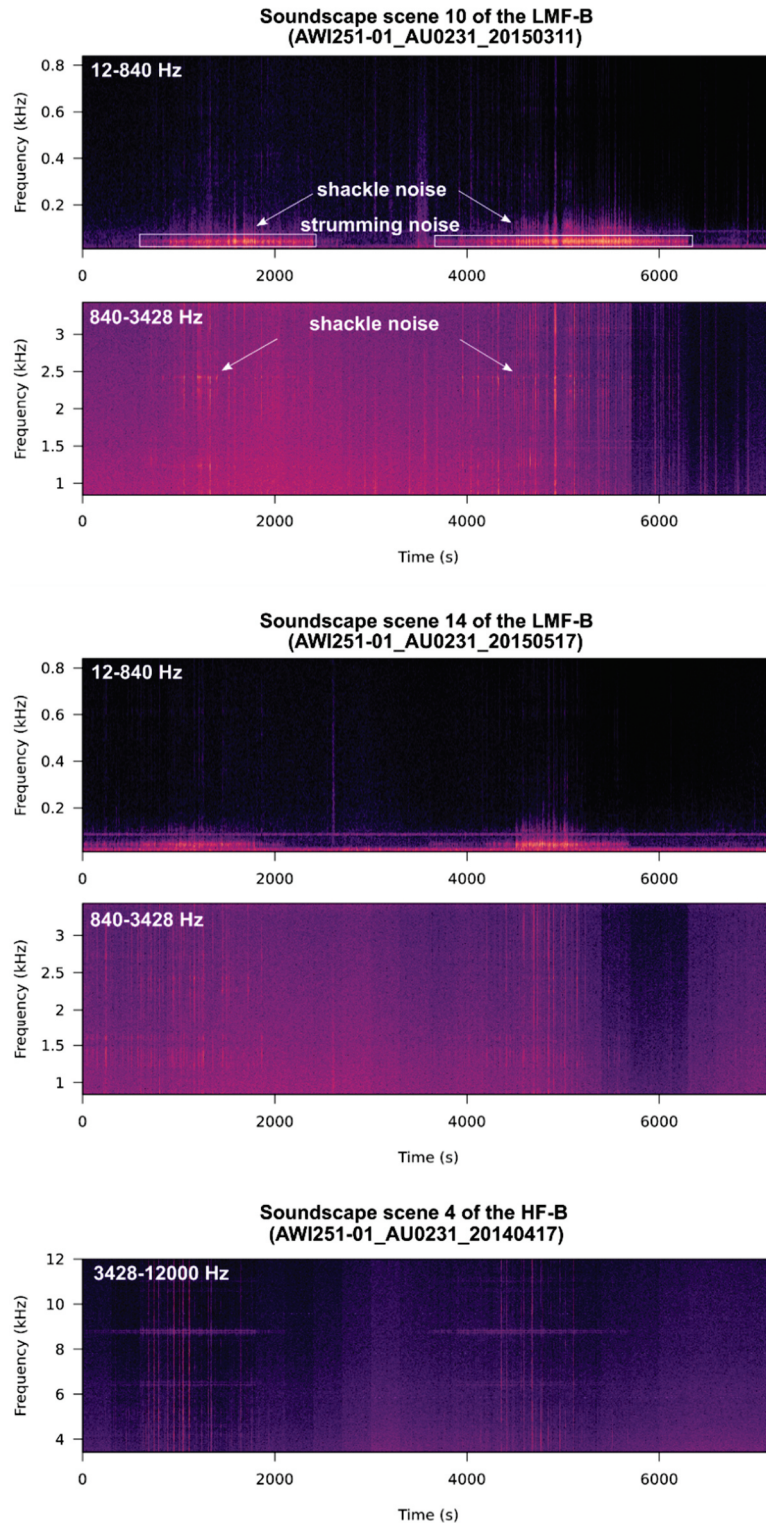 Soundscape scene 10 of the LMF-B
(AWI251-01_AU0231_20150311)
12-840 Hz
Frequency (kHz)
0.8
0.6
0.4
0.2
shackle noise
strumming noise
0 2000 4000 6000
840-3428 Hz
Frequency (kHz)
3
2.5
2
1.5
1
shackle noise
0 2000 4000 6000
Time (s)
Soundscape scene 14 of the LMF-B
(AWI251-01_AU0231_20150517)
12-840 Hz
Frequency (kHz)
0.8
0.6
0.4
0.2
0 2000 4000 6000
840-3428 Hz
Frequency (kHz)
3
2.5
2
1.5
1
0 2000 4000 6000
Time (s)
Soundscape scene 4 of the HF-B
(AWI251-01_AU0231_20140417)
3428-12000 Hz
Frequency (kHz)
12
10
8
6
4
0 2000 4000 6000
Time (s)